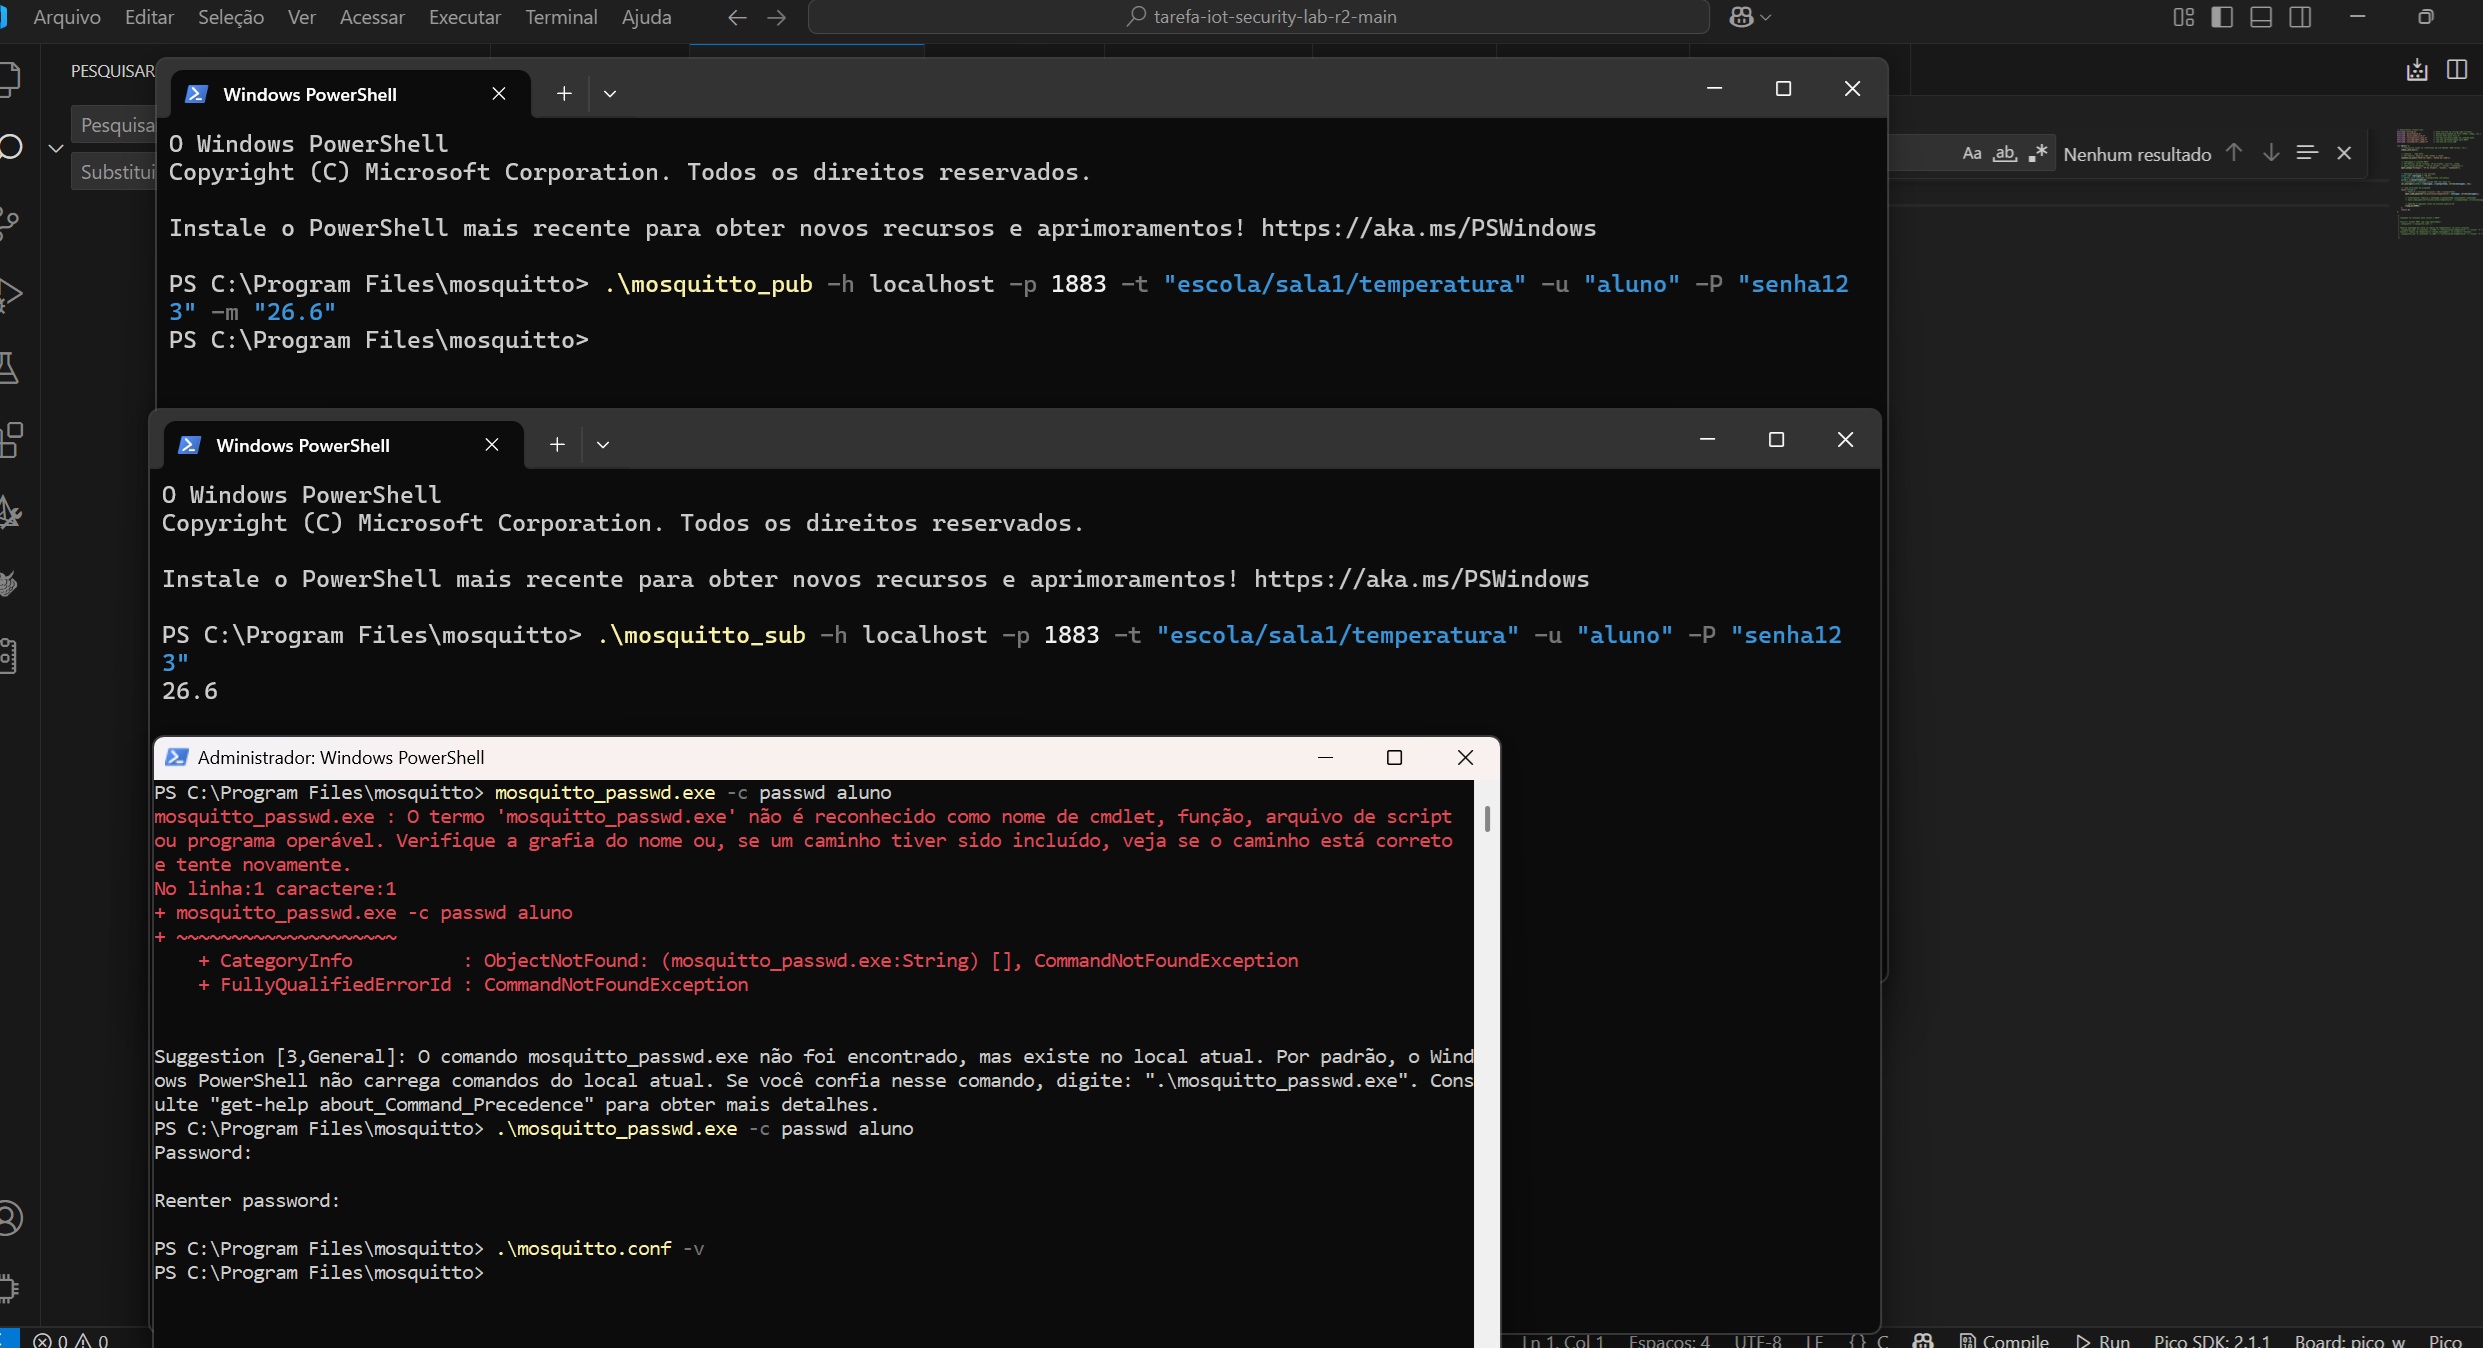 Arquivo Editar Seleção Ver Acessar Executar Terminal Ajuda
tarefa-iot-security-lab-r2-main
PESQUISAR
Pesquisa
Substitui
Aa ab .* Nenhum resultado
Windows PowerShell
O Windows PowerShell
Copyright (C) Microsoft Corporation. Todos os direitos reservados.
Instale o PowerShell mais recente para obter novos recursos e aprimoramentos! https://aka.ms/PSWindows
PS C:\Program Files\mosquitto> .\mosquitto_pub -h localhost -p 1883 -t "escola/sala1/temperatura" -u "aluno" -P "senha12
3" -m "26.6"
PS C:\Program Files\mosquitto>
Windows PowerShell
O Windows PowerShell
Copyright (C) Microsoft Corporation. Todos os direitos reservados.
Instale o PowerShell mais recente para obter novos recursos e aprimoramentos! https://aka.ms/PSWindows
PS C:\Program Files\mosquitto> .\mosquitto_sub -h localhost -p 1883 -t "escola/sala1/temperatura" -u "aluno" -P "senha12
3"
26.6
Administrador: Windows PowerShell
PS C:\Program Files\mosquitto> mosquitto_passwd.exe -c passwd aluno
mosquitto_passwd.exe : O termo 'mosquitto_passwd.exe' não é reconhecido como nome de cmdlet, função, arquivo de script
ou programa operável. Verifique a grafia do nome ou, se um caminho tiver sido incluído, veja se o caminho está correto
e tente novamente.
No linha:1 caractere:1
+ mosquitto_passwd.exe -c passwd aluno
+ ~~~~~~~~~~~~~~~~~~~~
+ CategoryInfo : ObjectNotFound: (mosquitto_passwd.exe:String) [], CommandNotFoundException
+ FullyQualifiedErrorId : CommandNotFoundException
Suggestion [3,General]: O comando mosquitto_passwd.exe não foi encontrado, mas existe no local atual. Por padrão, o Wind
ows PowerShell não carrega comandos do local atual. Se você confia nesse comando, digite: ".\mosquitto_passwd.exe". Cons
ulte "get-help about_Command_Precedence" para obter mais detalhes.
PS C:\Program Files\mosquitto> .\mosquitto_passwd.exe -c passwd aluno
Password:
Reenter password:
PS C:\Program Files\mosquitto> .\mosquitto.conf -v
PS C:\Program Files\mosquitto>
0 0 Ln 1, Col 1 Espaços: 4 UTF-8 LF {} C Compile Run Pico SDK: 2.1.1 Board: pico_w Pico